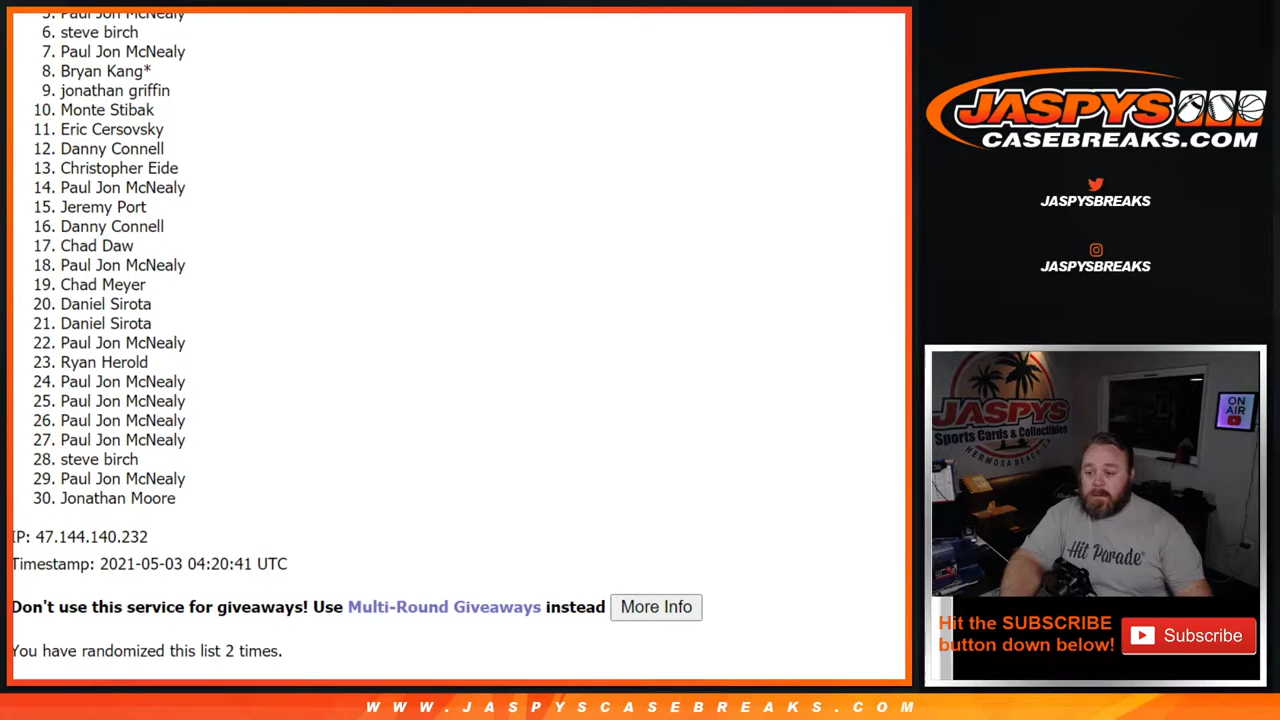 5. Paul Jon McNealy
6. steve birch
7. Paul Jon McNealy
8. Bryan Kang*
9. jonathan griffin
10. Monte Stibak
11. Eric Cersovsky
12. Danny Connell
13. Christopher Eide
14. Paul Jon McNealy
15. Jeremy Port
16. Danny Connell
17. Chad Daw
18. Paul Jon McNealy
19. Chad Meyer
20. Daniel Sirota
21. Daniel Sirota
22. Paul Jon McNealy
23. Ryan Herold
24. Paul Jon McNealy
25. Paul Jon McNealy
26. Paul Jon McNealy
27. Paul Jon McNealy
28. steve birch
29. Paul Jon McNealy
30. Jonathan Moore
IP: 47.144.140.232
Timestamp: 2021-05-03 04:20:41 UTC
Don't use this service for giveaways! Use Multi-Round Giveaways instead More Info
You have randomized this list 2 times.
JASPYS
CASEBREAKS.COM
JASPYSBREAKS
JASPYSBREAKS
JASPYS
Sports Cards & Collectibles
HERMOSA BEACH CA
ON
AIR
Hit Parade
Hit the SUBSCRIBE
button down below!
Subscribe
WWW.JASPYSCASEBREAKS.COM